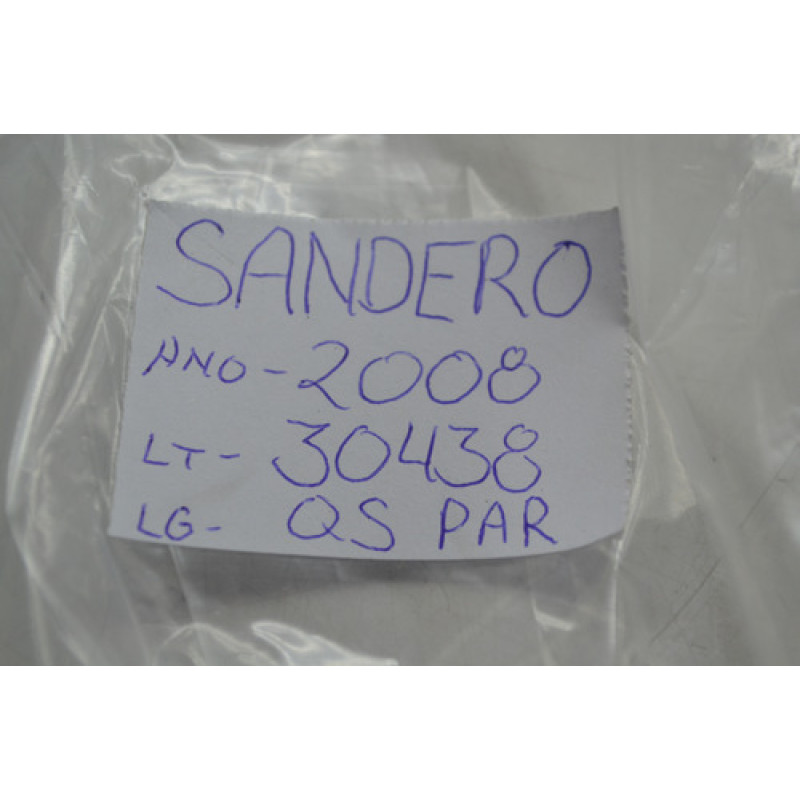 SANDERO
ANO - 2008
LT - 30438
LG - QS PAR